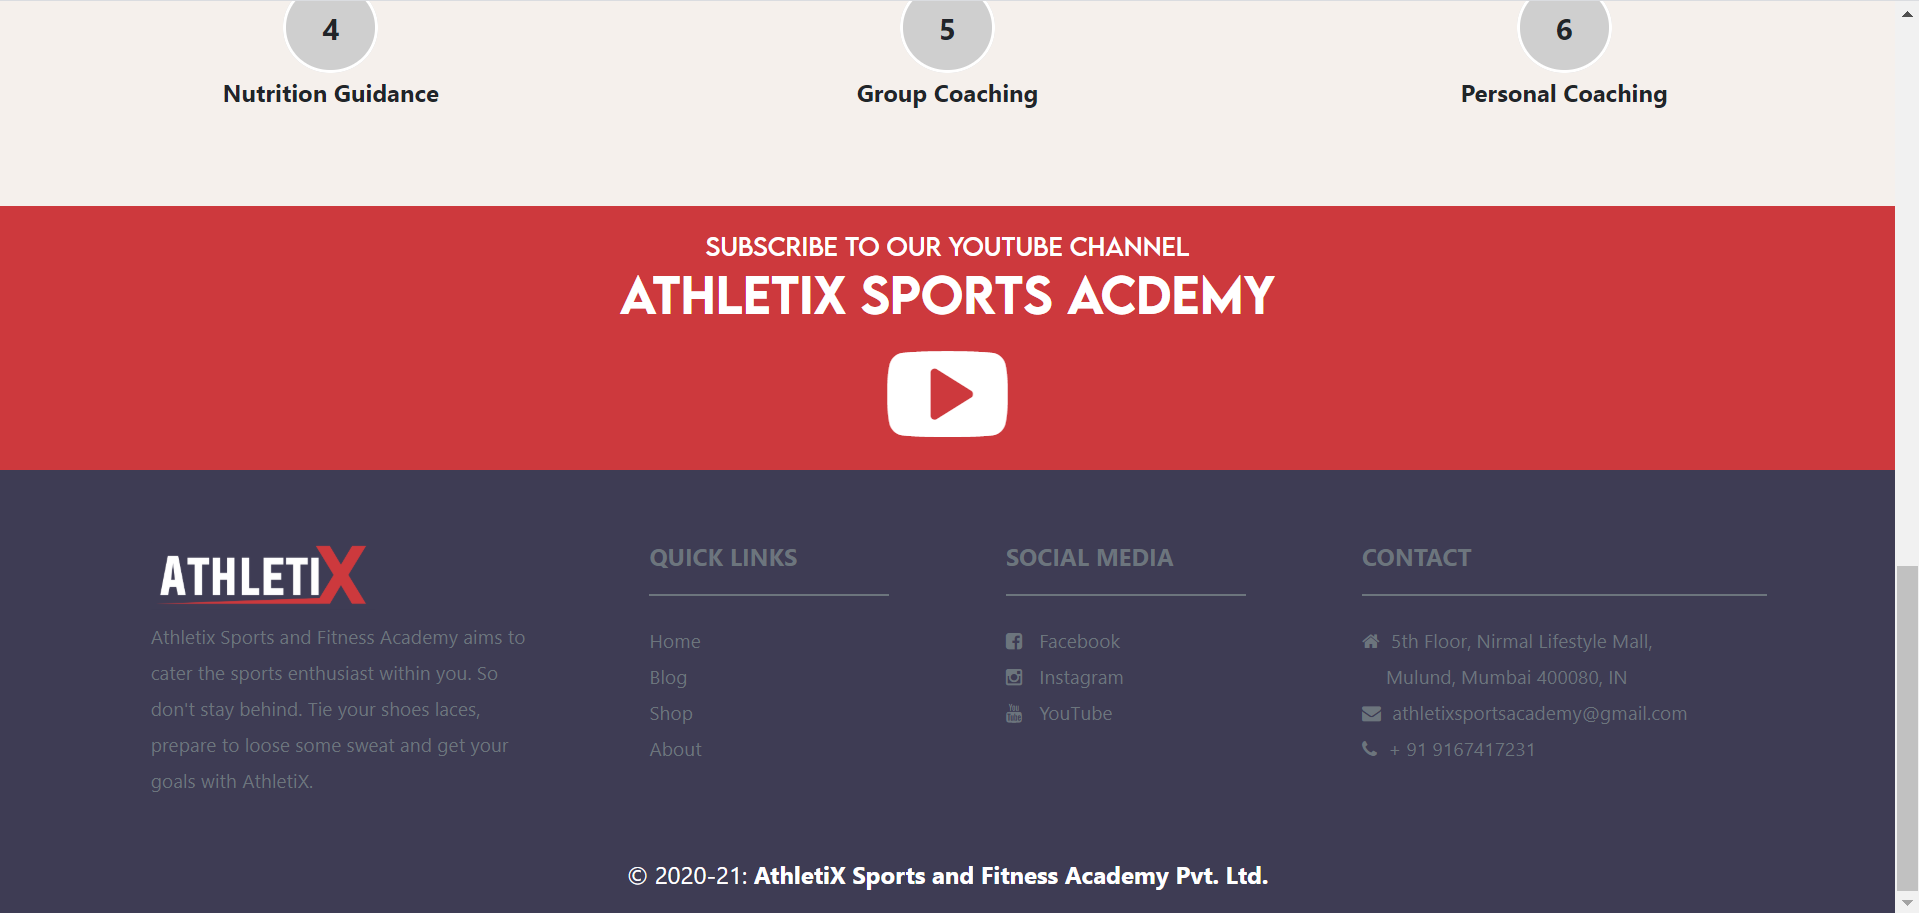 4
5
6
Nutrition Guidance
Group Coaching
Personal Coaching
SUBSCRIBE TO OUR YOUTUBE CHANNEL
ATHLETIX SPORTS ACDEMY
ATHLETIX
Athletix Sports and Fitness Academy aims to
cater the sports enthusiast within you. So
don't stay behind. Tie your shoes laces,
prepare to loose some sweat and get your
goals with AthletiX.
QUICK LINKS
Home
Blog
Shop
About
SOCIAL MEDIA
Facebook
Instagram
You Tube YouTube
CONTACT
5th Floor, Nirmal Lifestyle Mall,
Mulund, Mumbai 400080, IN
athletixsportsacademy@gmail.com
+ 91 9167417231
© 2020-21: AthletiX Sports and Fitness Academy Pvt. Ltd.